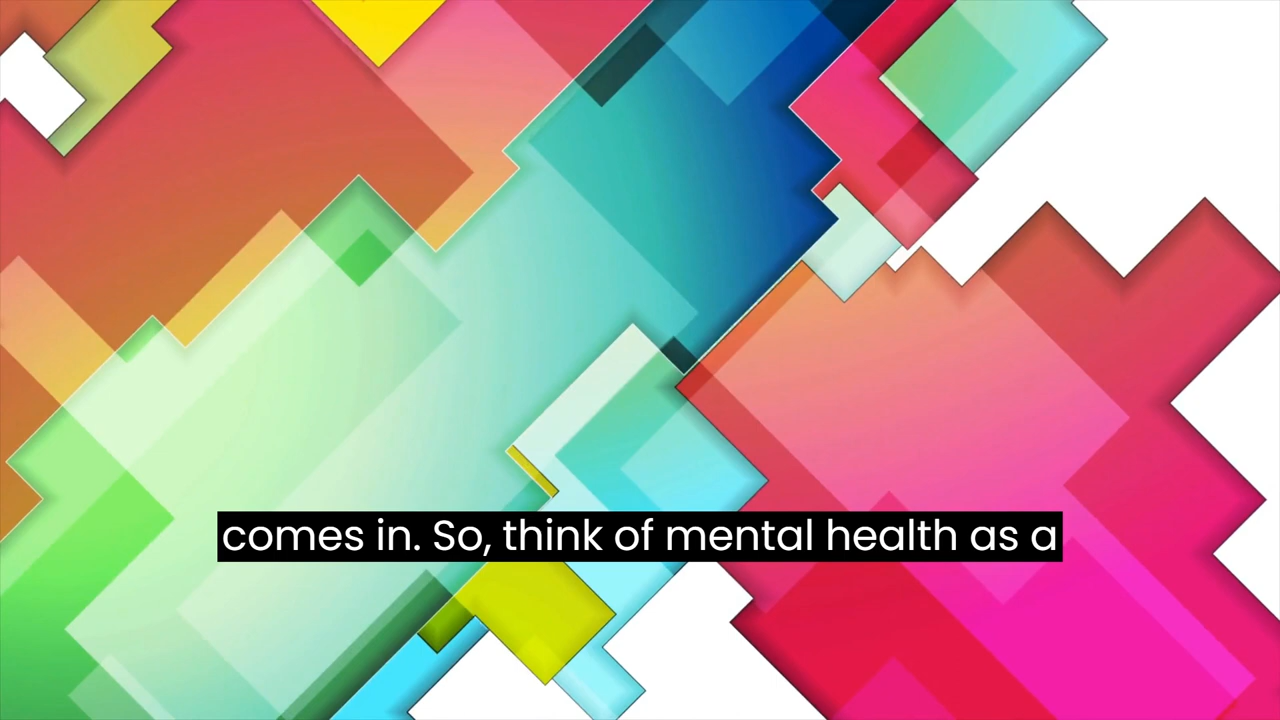 comes in. So, think of mental health as a